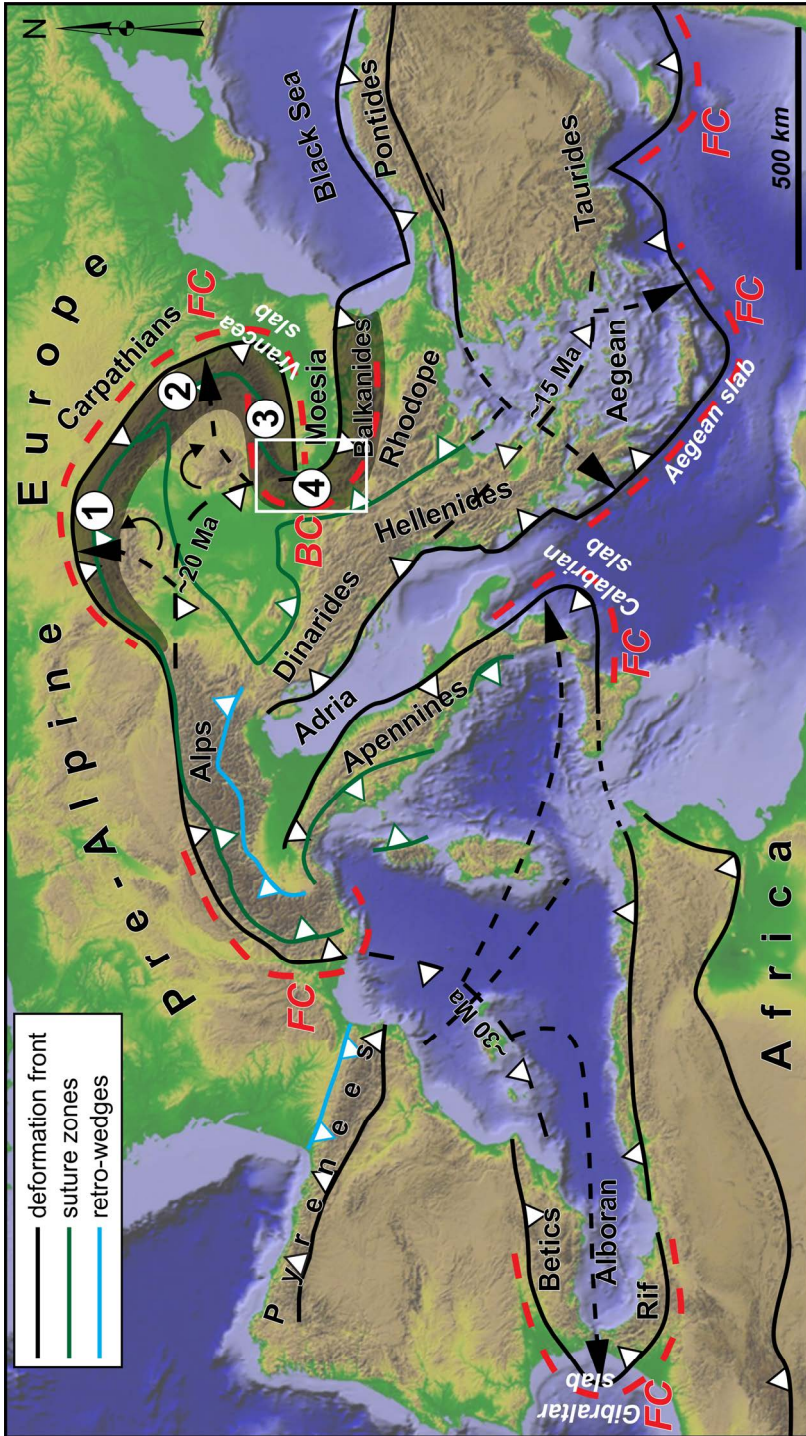 deformation front
suture zones
retro-wedges
N
Pre-Alpine Europe
Carpathians
FC
Vrancea
slab
1
2
3
4
~20 Ma
BC
Moesia
Balkanides
Rhodope
Black Sea
Pontides
Taurides
Alps
Dinarides
Hellenides
Adria
Apennines
FC
Pyrenees
~30 Ma
~15 Ma
Aegean
Aegean slab
FC
FC
Calabrian
slab
FC
Betics
Alboran
Rif
Gibraltar
slab
FC
Africa
500 km